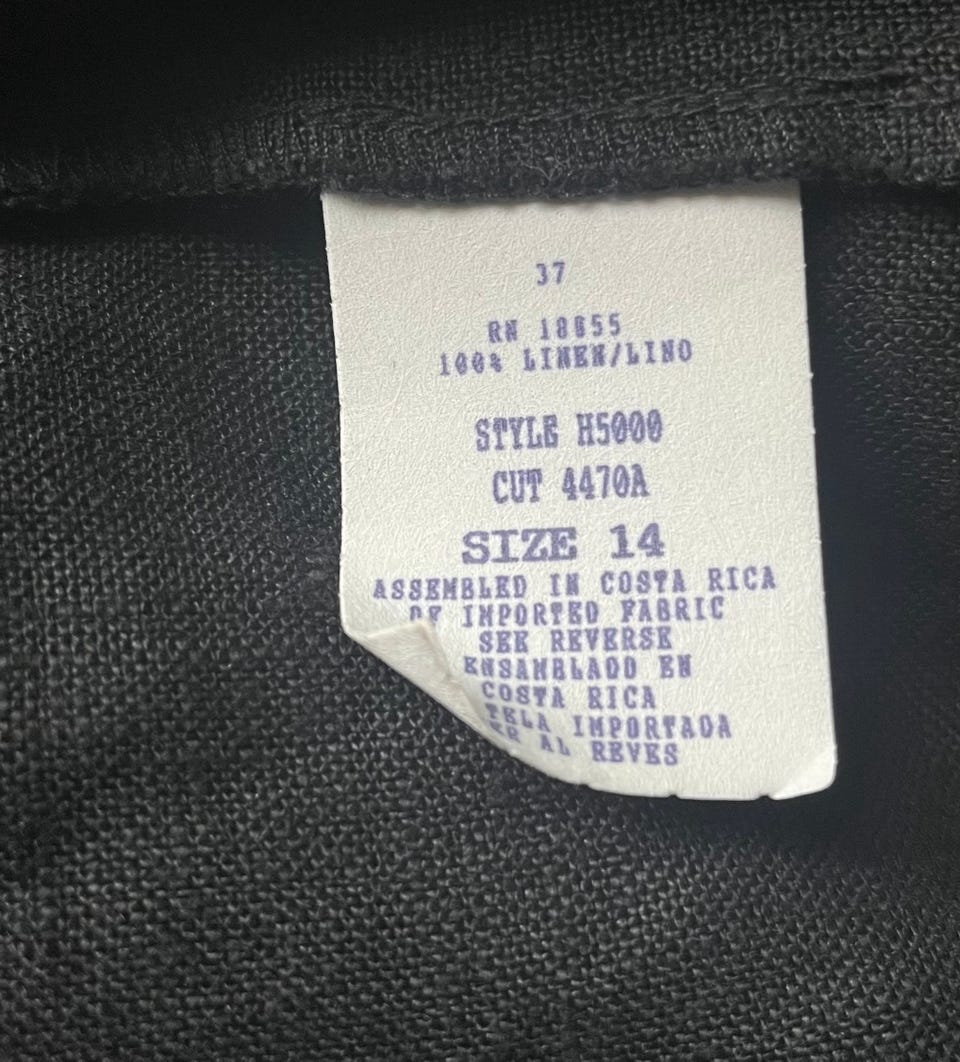 37
RN 18655
100% LINEN/LINO
STYLE H5000
CUT 4470A
SIZE 14
ASSEMBLED IN COSTA RICA
OF IMPORTED FABRIC
SEE REVERSE
ENSAMBLADO EN
COSTA RICA
TELA IMPORTADA
AL REVES